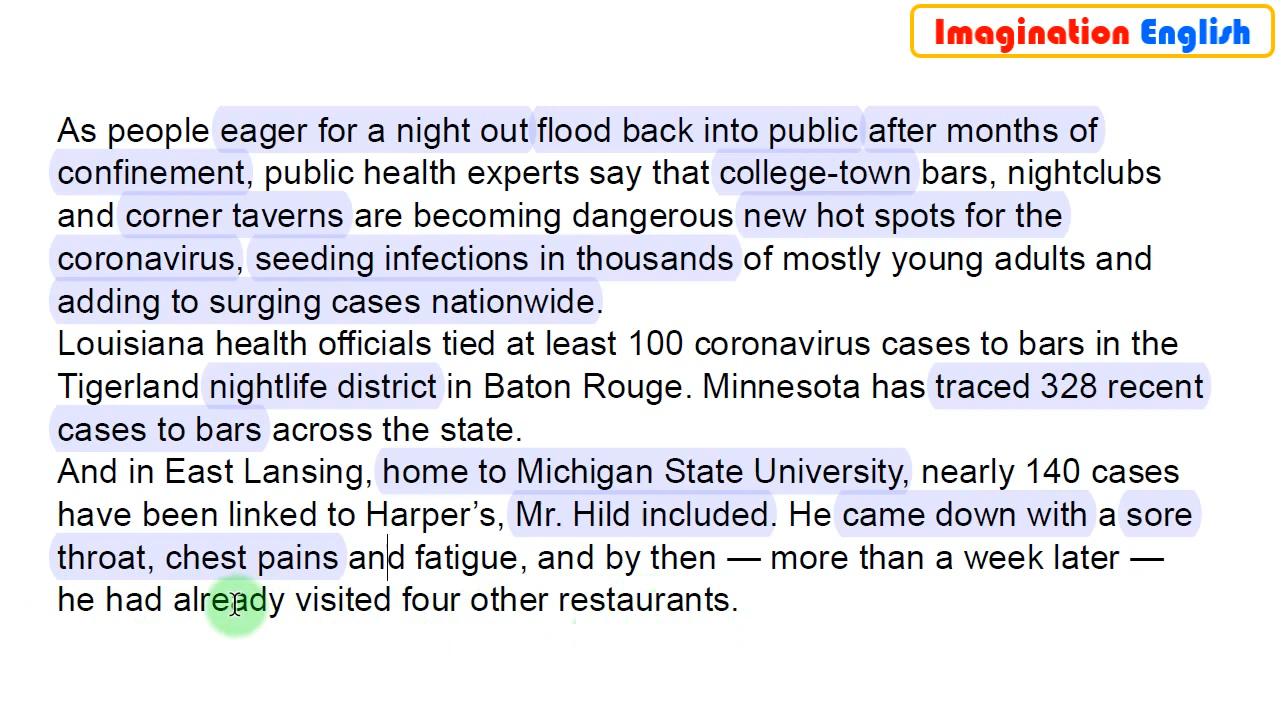 Imagination English
As people eager for a night out flood back into public after months of
confinement, public health experts say that college-town bars, nightclubs
and corner taverns are becoming dangerous new hot spots for the
coronavirus, seeding infections in thousands of mostly young adults and
adding to surging cases nationwide.
Louisiana health officials tied at least 100 coronavirus cases to bars in the
Tigerland nightlife district in Baton Rouge. Minnesota has traced 328 recent
cases to bars across the state.
And in East Lansing, home to Michigan State University, nearly 140 cases
have been linked to Harper’s, Mr. Hild included. He came down with a sore
throat, chest pains and fatigue, and by then — more than a week later —
he had already visited four other restaurants.